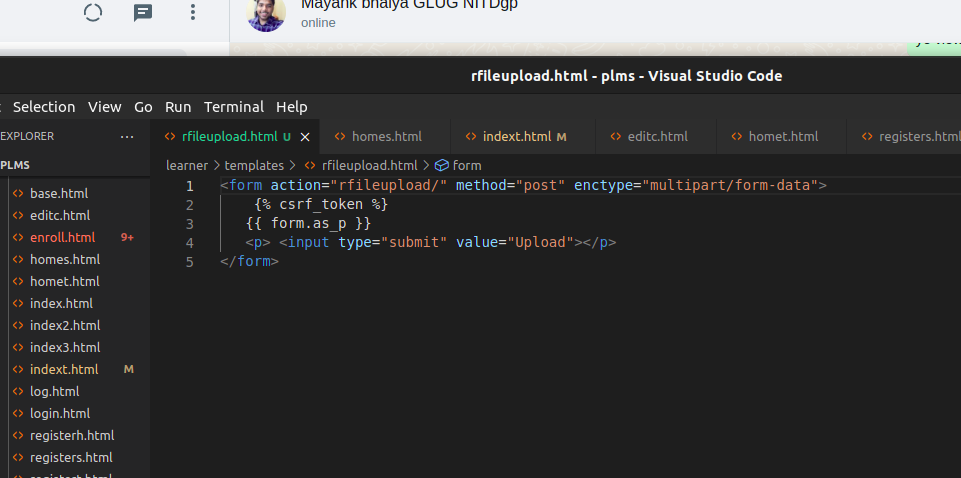 Mayank bhaiya GLUG NITDgp
online
rfileupload.html - plms - Visual Studio Code
Selection View Go Run Terminal Help
EXPLORER ...
rfileupload.html U
homes.html
indext.html M
editc.html
homet.html
registers.html
PLMS
learner > templates > rfileupload.html > form
base.html
editc.html
enroll.html 9+
homes.html
homet.html
index.html
index2.html
index3.html
indext.html M
log.html
login.html
registerh.html
registers.html
1 <form action="rfileupload/" method="post" enctype="multipart/form-data">
2 {% csrf_token %}
3 {{ form.as_p }}
4 <p> <input type="submit" value="Upload"></p>
5 </form>